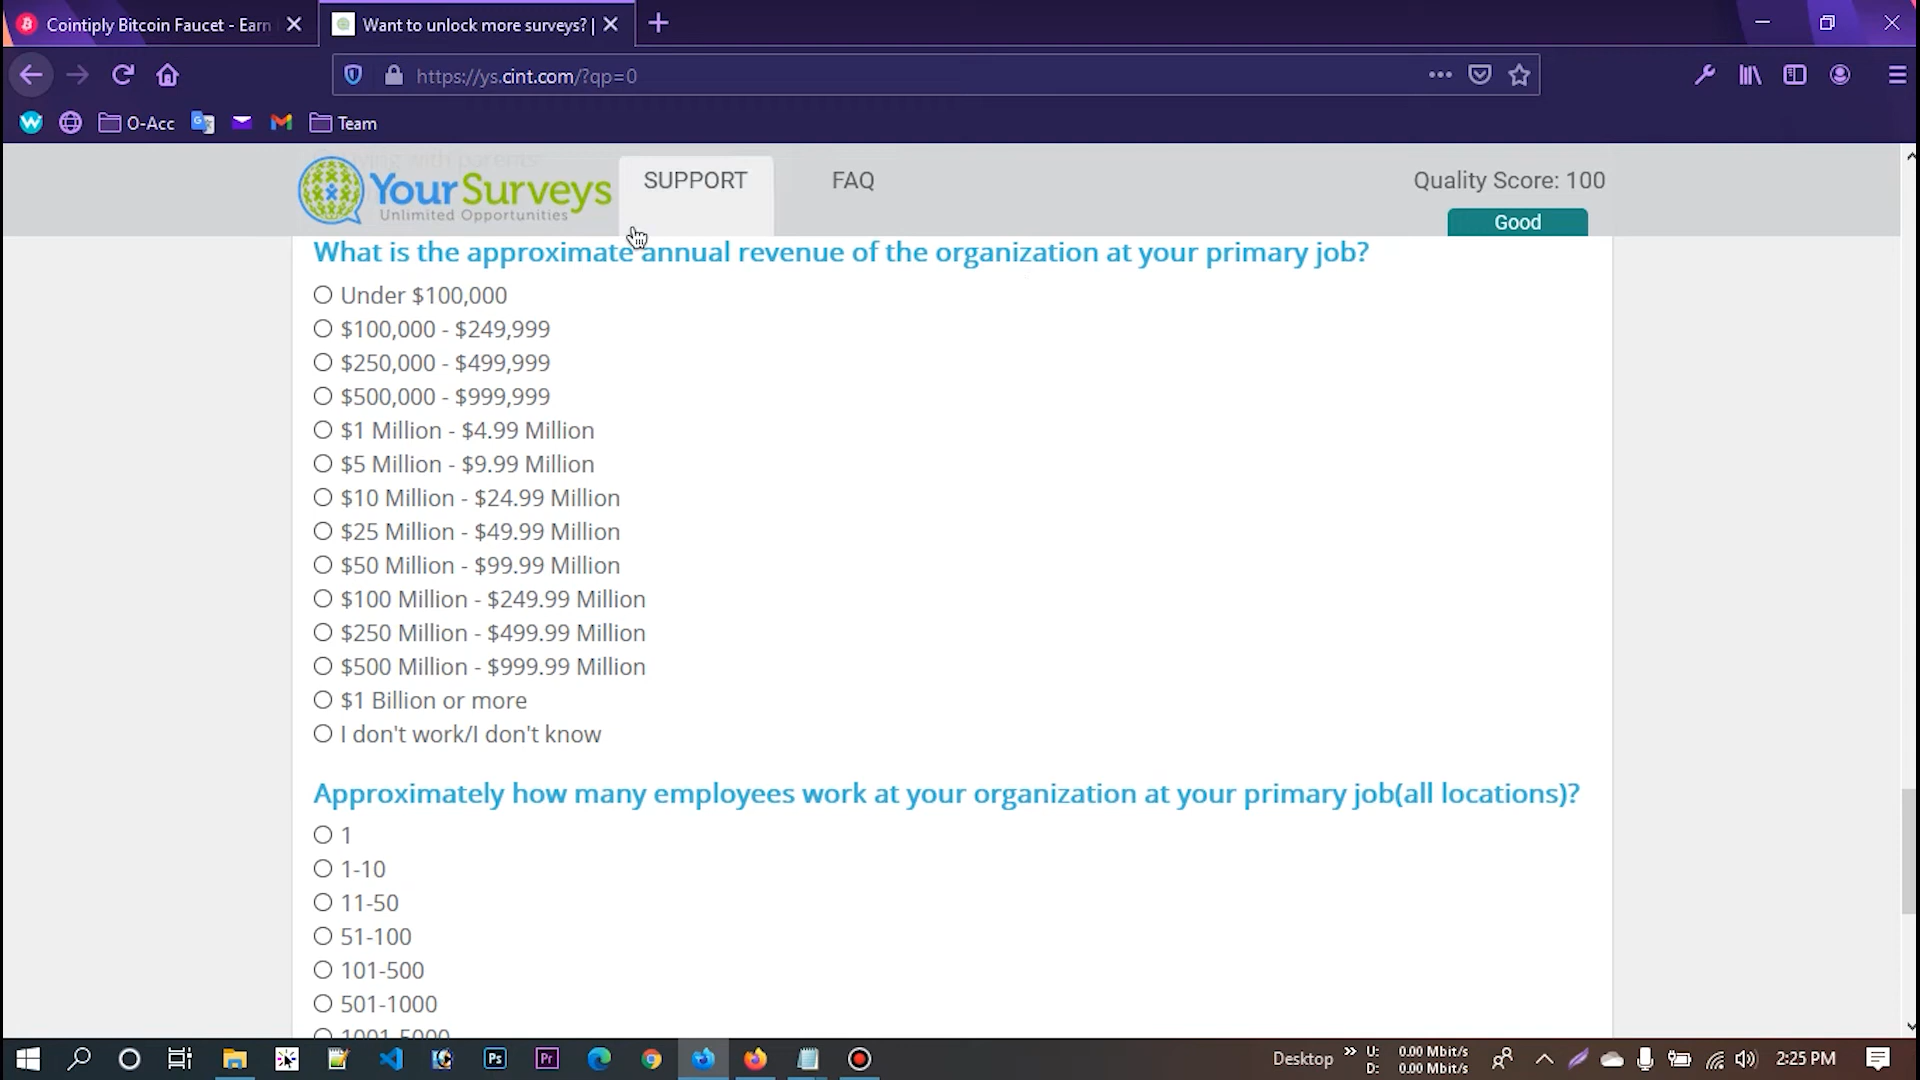 Cointiply Bitcoin Faucet - Earn
Want to unlock more surveys? |
https://ys.cint.com/?qp=0
O-Acc
Team
YourSurveys
Unlimited Opportunities
SUPPORT
FAQ
Quality Score: 100
Good
What is the approximate annual revenue of the organization at your primary job?
Under $100,000
$100,000 - $249,999
$250,000 - $499,999
$500,000 - $999,999
$1 Million - $4.99 Million
$5 Million - $9.99 Million
$10 Million - $24.99 Million
$25 Million - $49.99 Million
$50 Million - $99.99 Million
$100 Million - $249.99 Million
$250 Million - $499.99 Million
$500 Million - $999.99 Million
$1 Billion or more
I don't work/I don't know
Approximately how many employees work at your organization at your primary job(all locations)?
1
1-10
11-50
51-100
101-500
501-1000
1001-5000
Ps
Pr
Desktop
U: 0.00 Mbit/s
D: 0.00 Mbit/s
2:25 PM